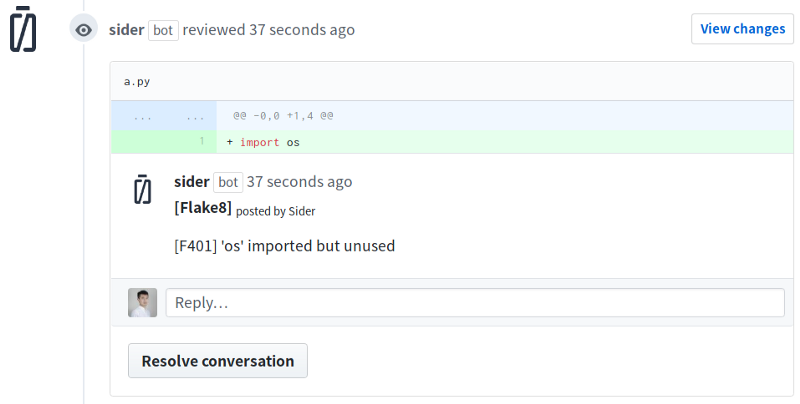 sider bot reviewed 37 seconds ago
View changes
a.py
... ... @@ -0,0 +1,4 @@
1 + import os
sider bot 37 seconds ago
[Flake8] posted by Sider
[F401] 'os' imported but unused
Reply...
Resolve conversation